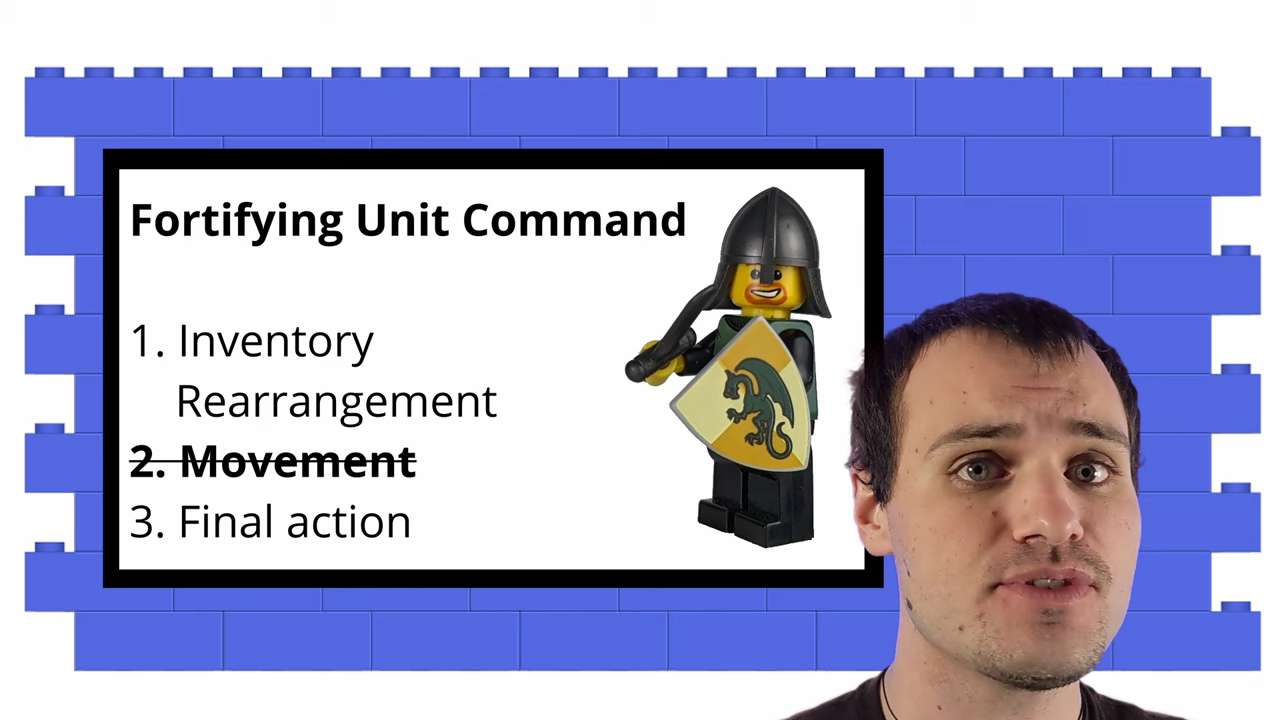 Fortifying Unit Command
1. Inventory
Rearrangement
2. Movement
3. Final action